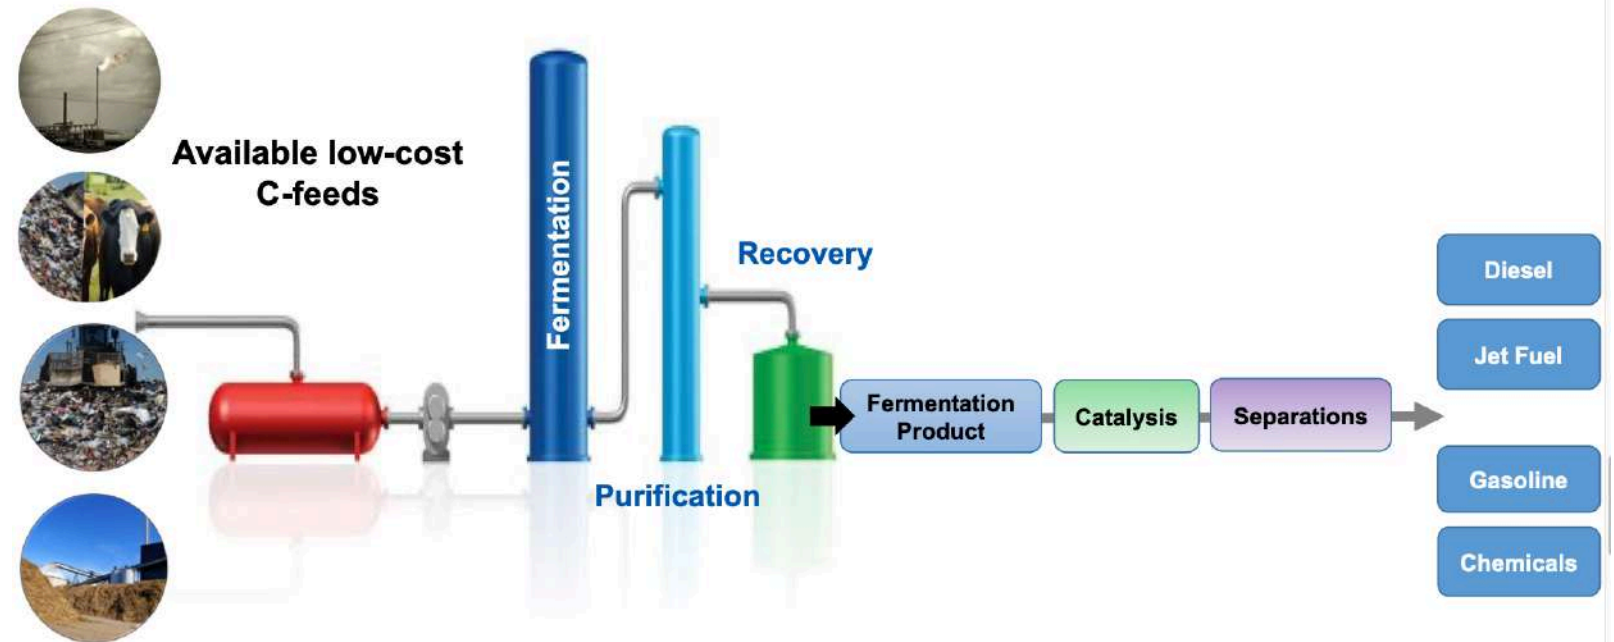 Available low-cost
C-feeds
Fermentation
Recovery
Purification
Fermentation
Product
Catalysis
Separations
Diesel
Jet Fuel
Gasoline
Chemicals